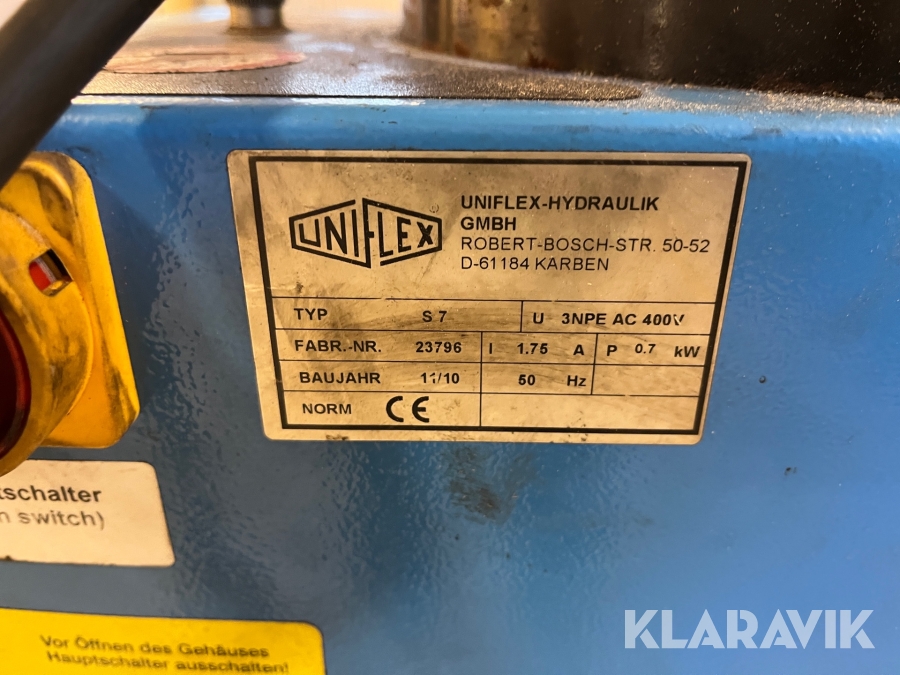 UNIFLEX
UNIFLEX-HYDRAULIK
GMBH
ROBERT-BOSCH-STR. 50-52
D-61184 KARBEN
TYP S 7 U 3NPE AC 400V
FABR.-NR. 23796 I 1.75 A P 0.7 kW
BAUJAHR 11/10 50 Hz
NORM CE
tschalter
n switch)
Vor Öffnen des Gehäuses
Hauptschalter ausschalten!
KLARAVIK